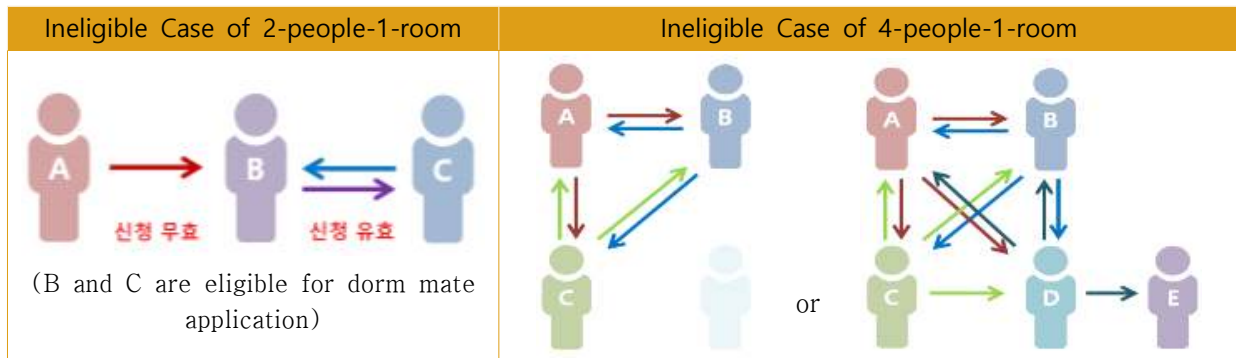 Ineligible Case of 2-people-1-room
Ineligible Case of 4-people-1-room
A
B
C
신청 무효
신청 유효
(B and C are eligible for dorm mate
application)
A
B
C
or
A
B
C
D
E